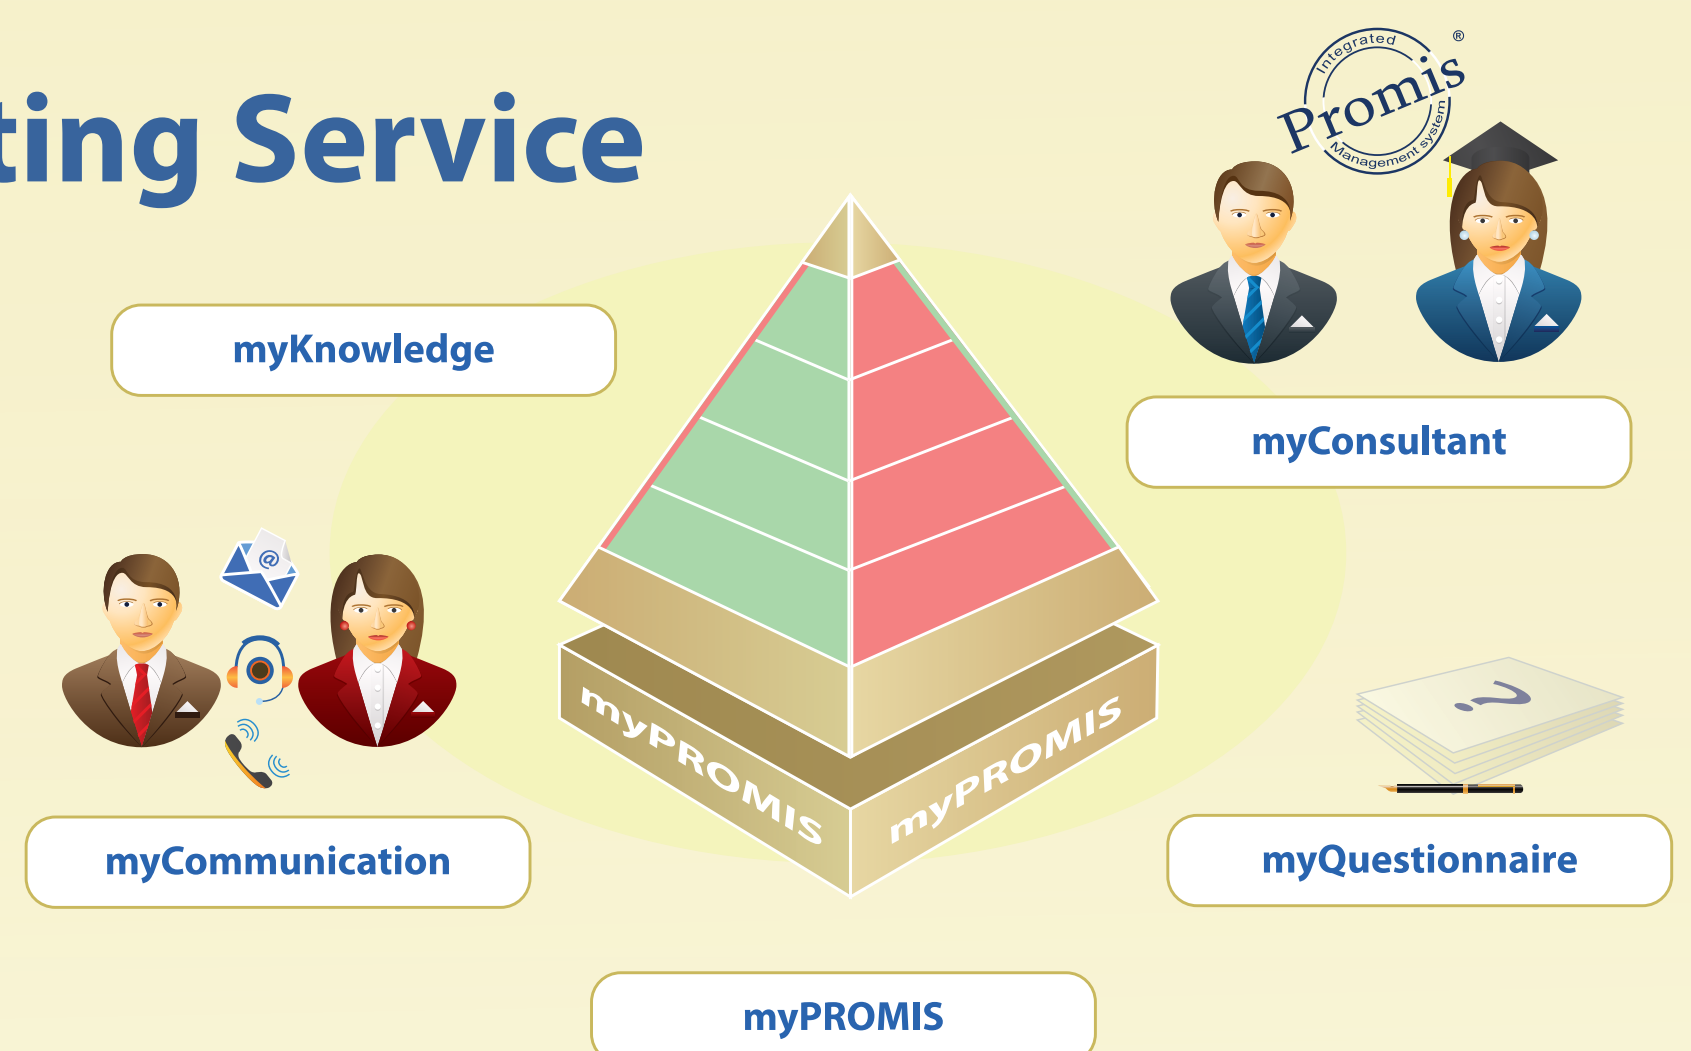 ting Service
Integrated
®
Promis
Management system
myKnowledge
myConsultant
@
?
myPROMIS
myPROMIS
myCommunication
myQuestionnaire
myPROMIS